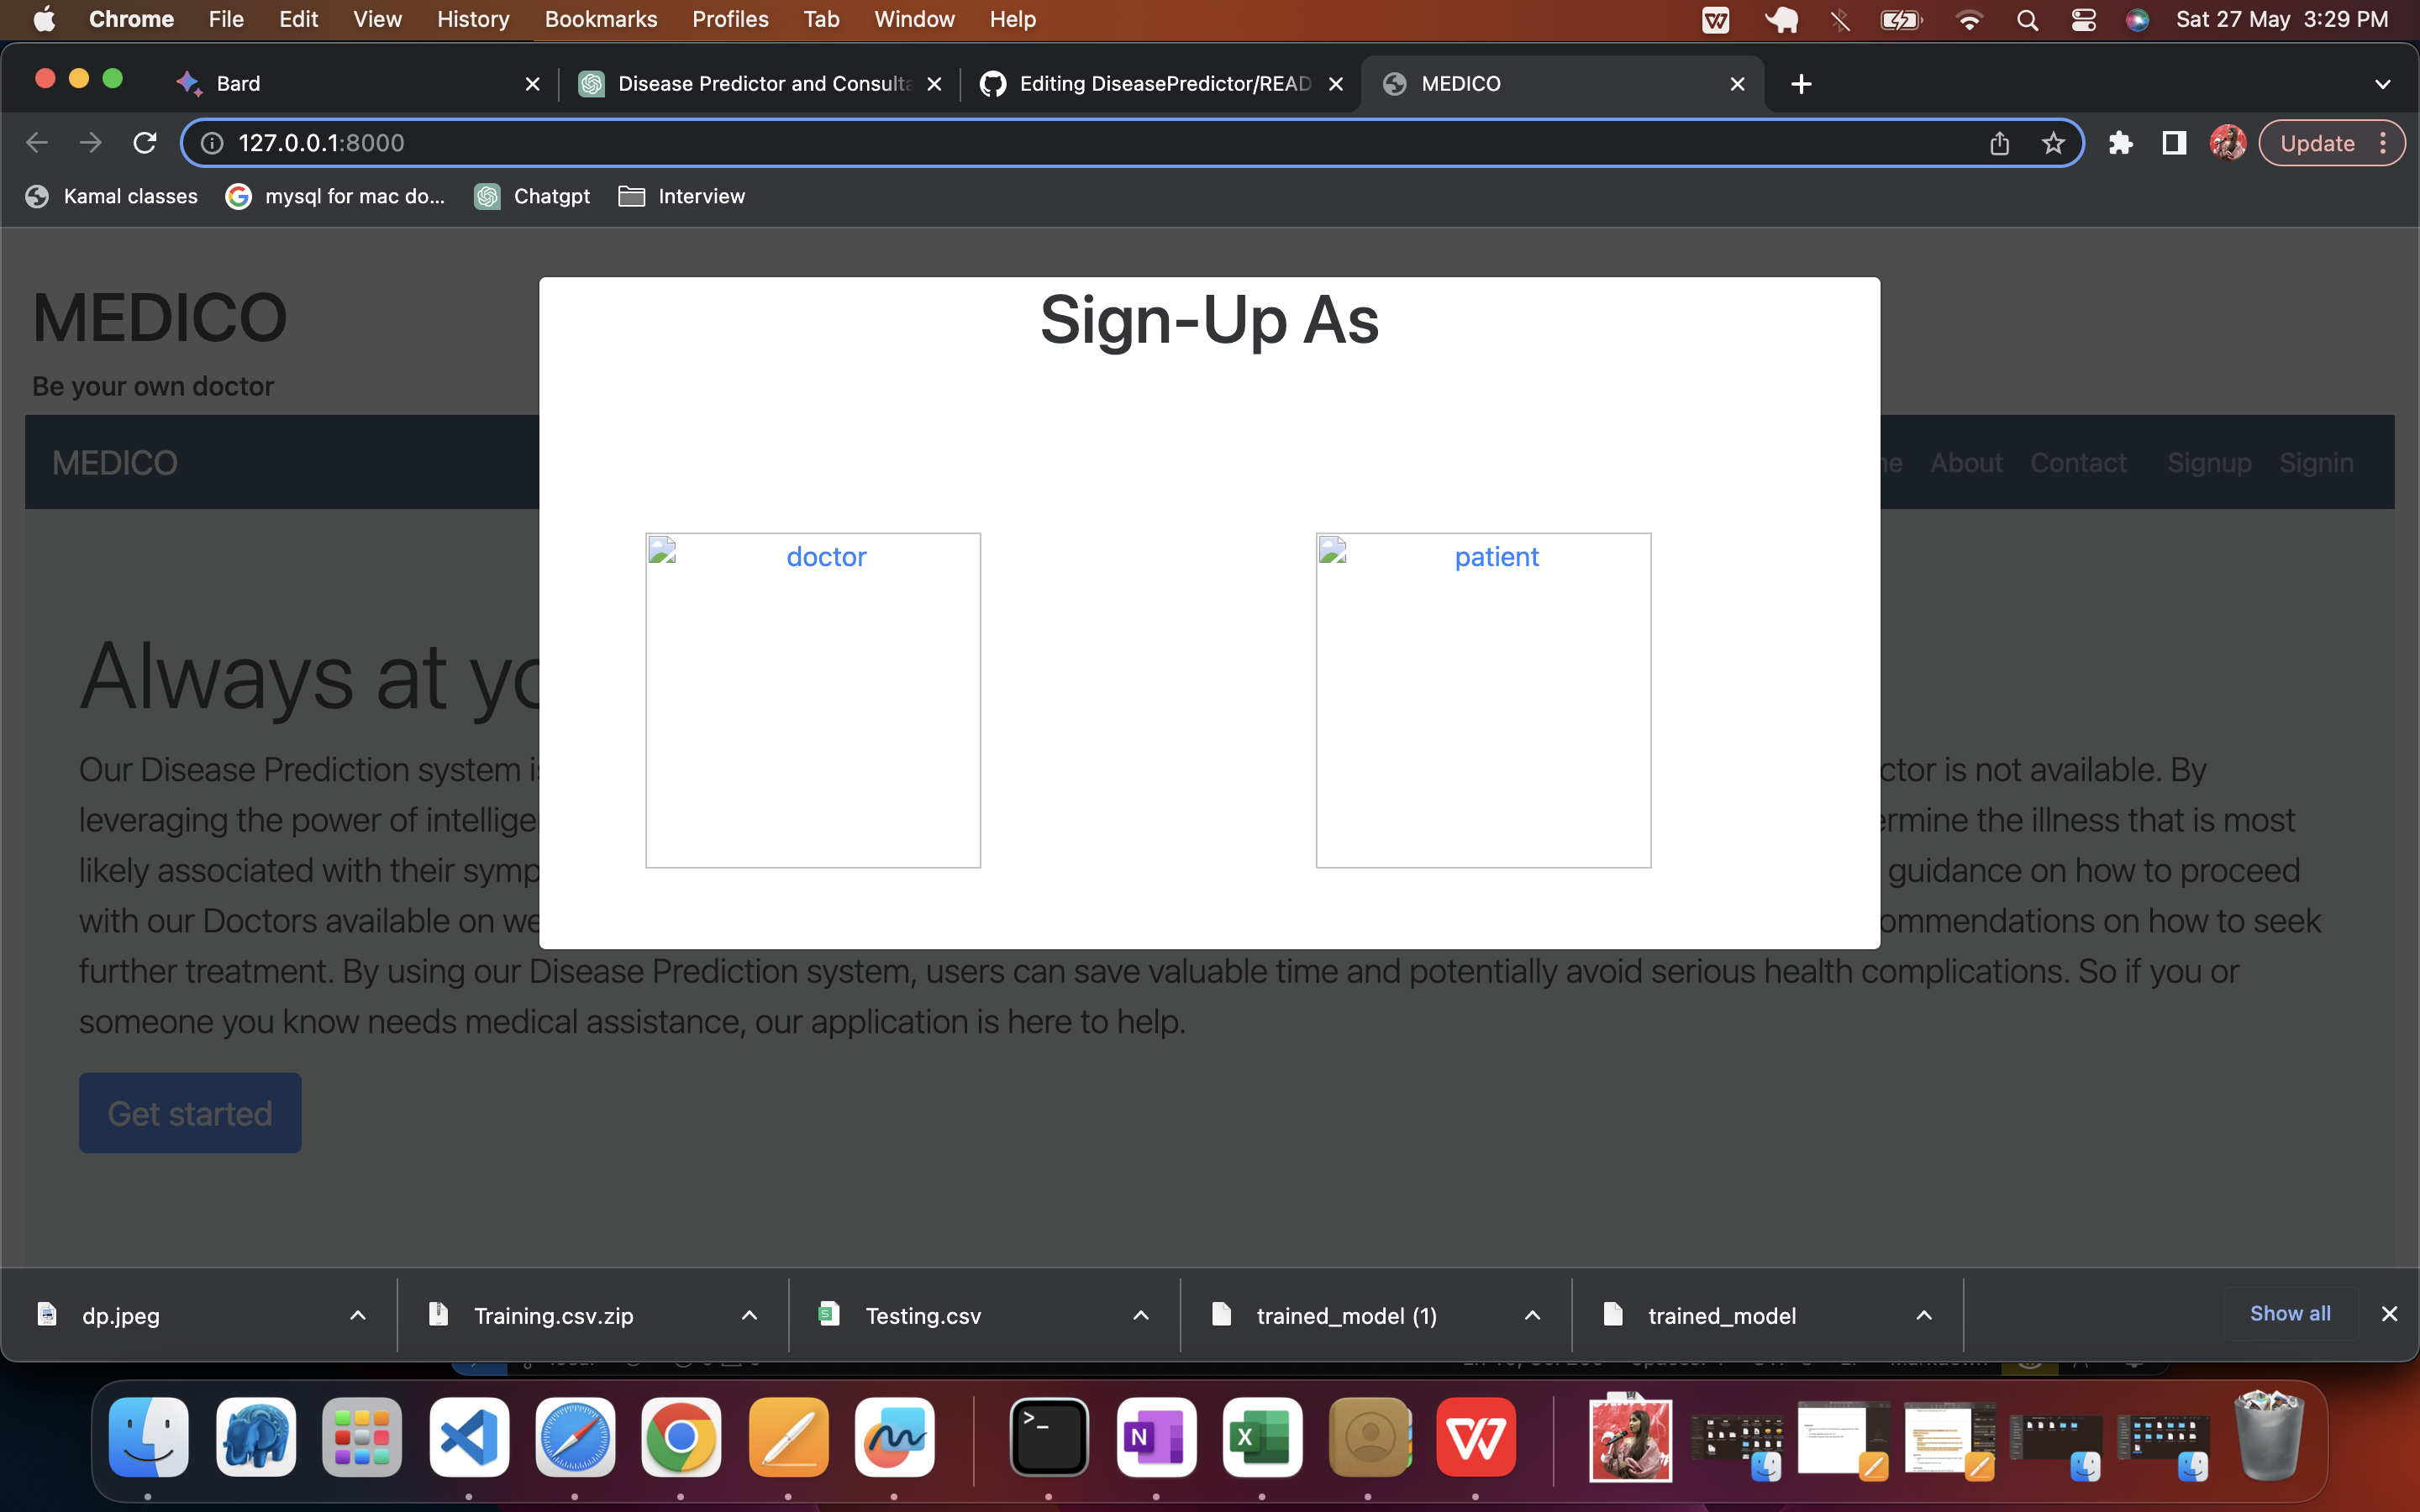 Chrome File Edit View History Bookmarks Profiles Tab Window Help Sat 27 May 3:29 PM
Bard Disease Predictor and Consulta Editing DiseasePredictor/READ MEDICO
127.0.0.1:8000 Update
Kamal classes mysql for mac do... Chatgpt Interview
MEDICO
Be your own doctor
MEDICO
ne About Contact Signup Signin
Sign-Up As
doctor patient
Always at yo
Our Disease Prediction system is ctor is not available. By
leveraging the power of intellige ermine the illness that is most
likely associated with their symp guidance on how to proceed
with our Doctors available on we ommendations on how to seek
further treatment. By using our Disease Prediction system, users can save valuable time and potentially avoid serious health complications. So if you or
someone you know needs medical assistance, our application is here to help.
Get started
dp.jpeg Training.csv.zip Testing.csv trained_model (1) trained_model Show all